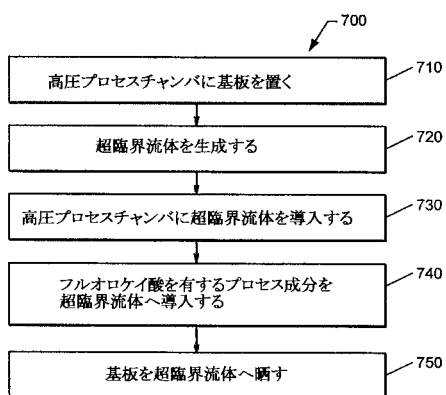 700
高圧プロセスチャンバに基板を置く
710
超臨界流体を生成する
720
高圧プロセスチャンバに超臨界流体を導入する
730
フルオロケイ酸を有するプロセス成分を
超臨界流体へ導入する
740
基板を超臨界流体へ晒す
750